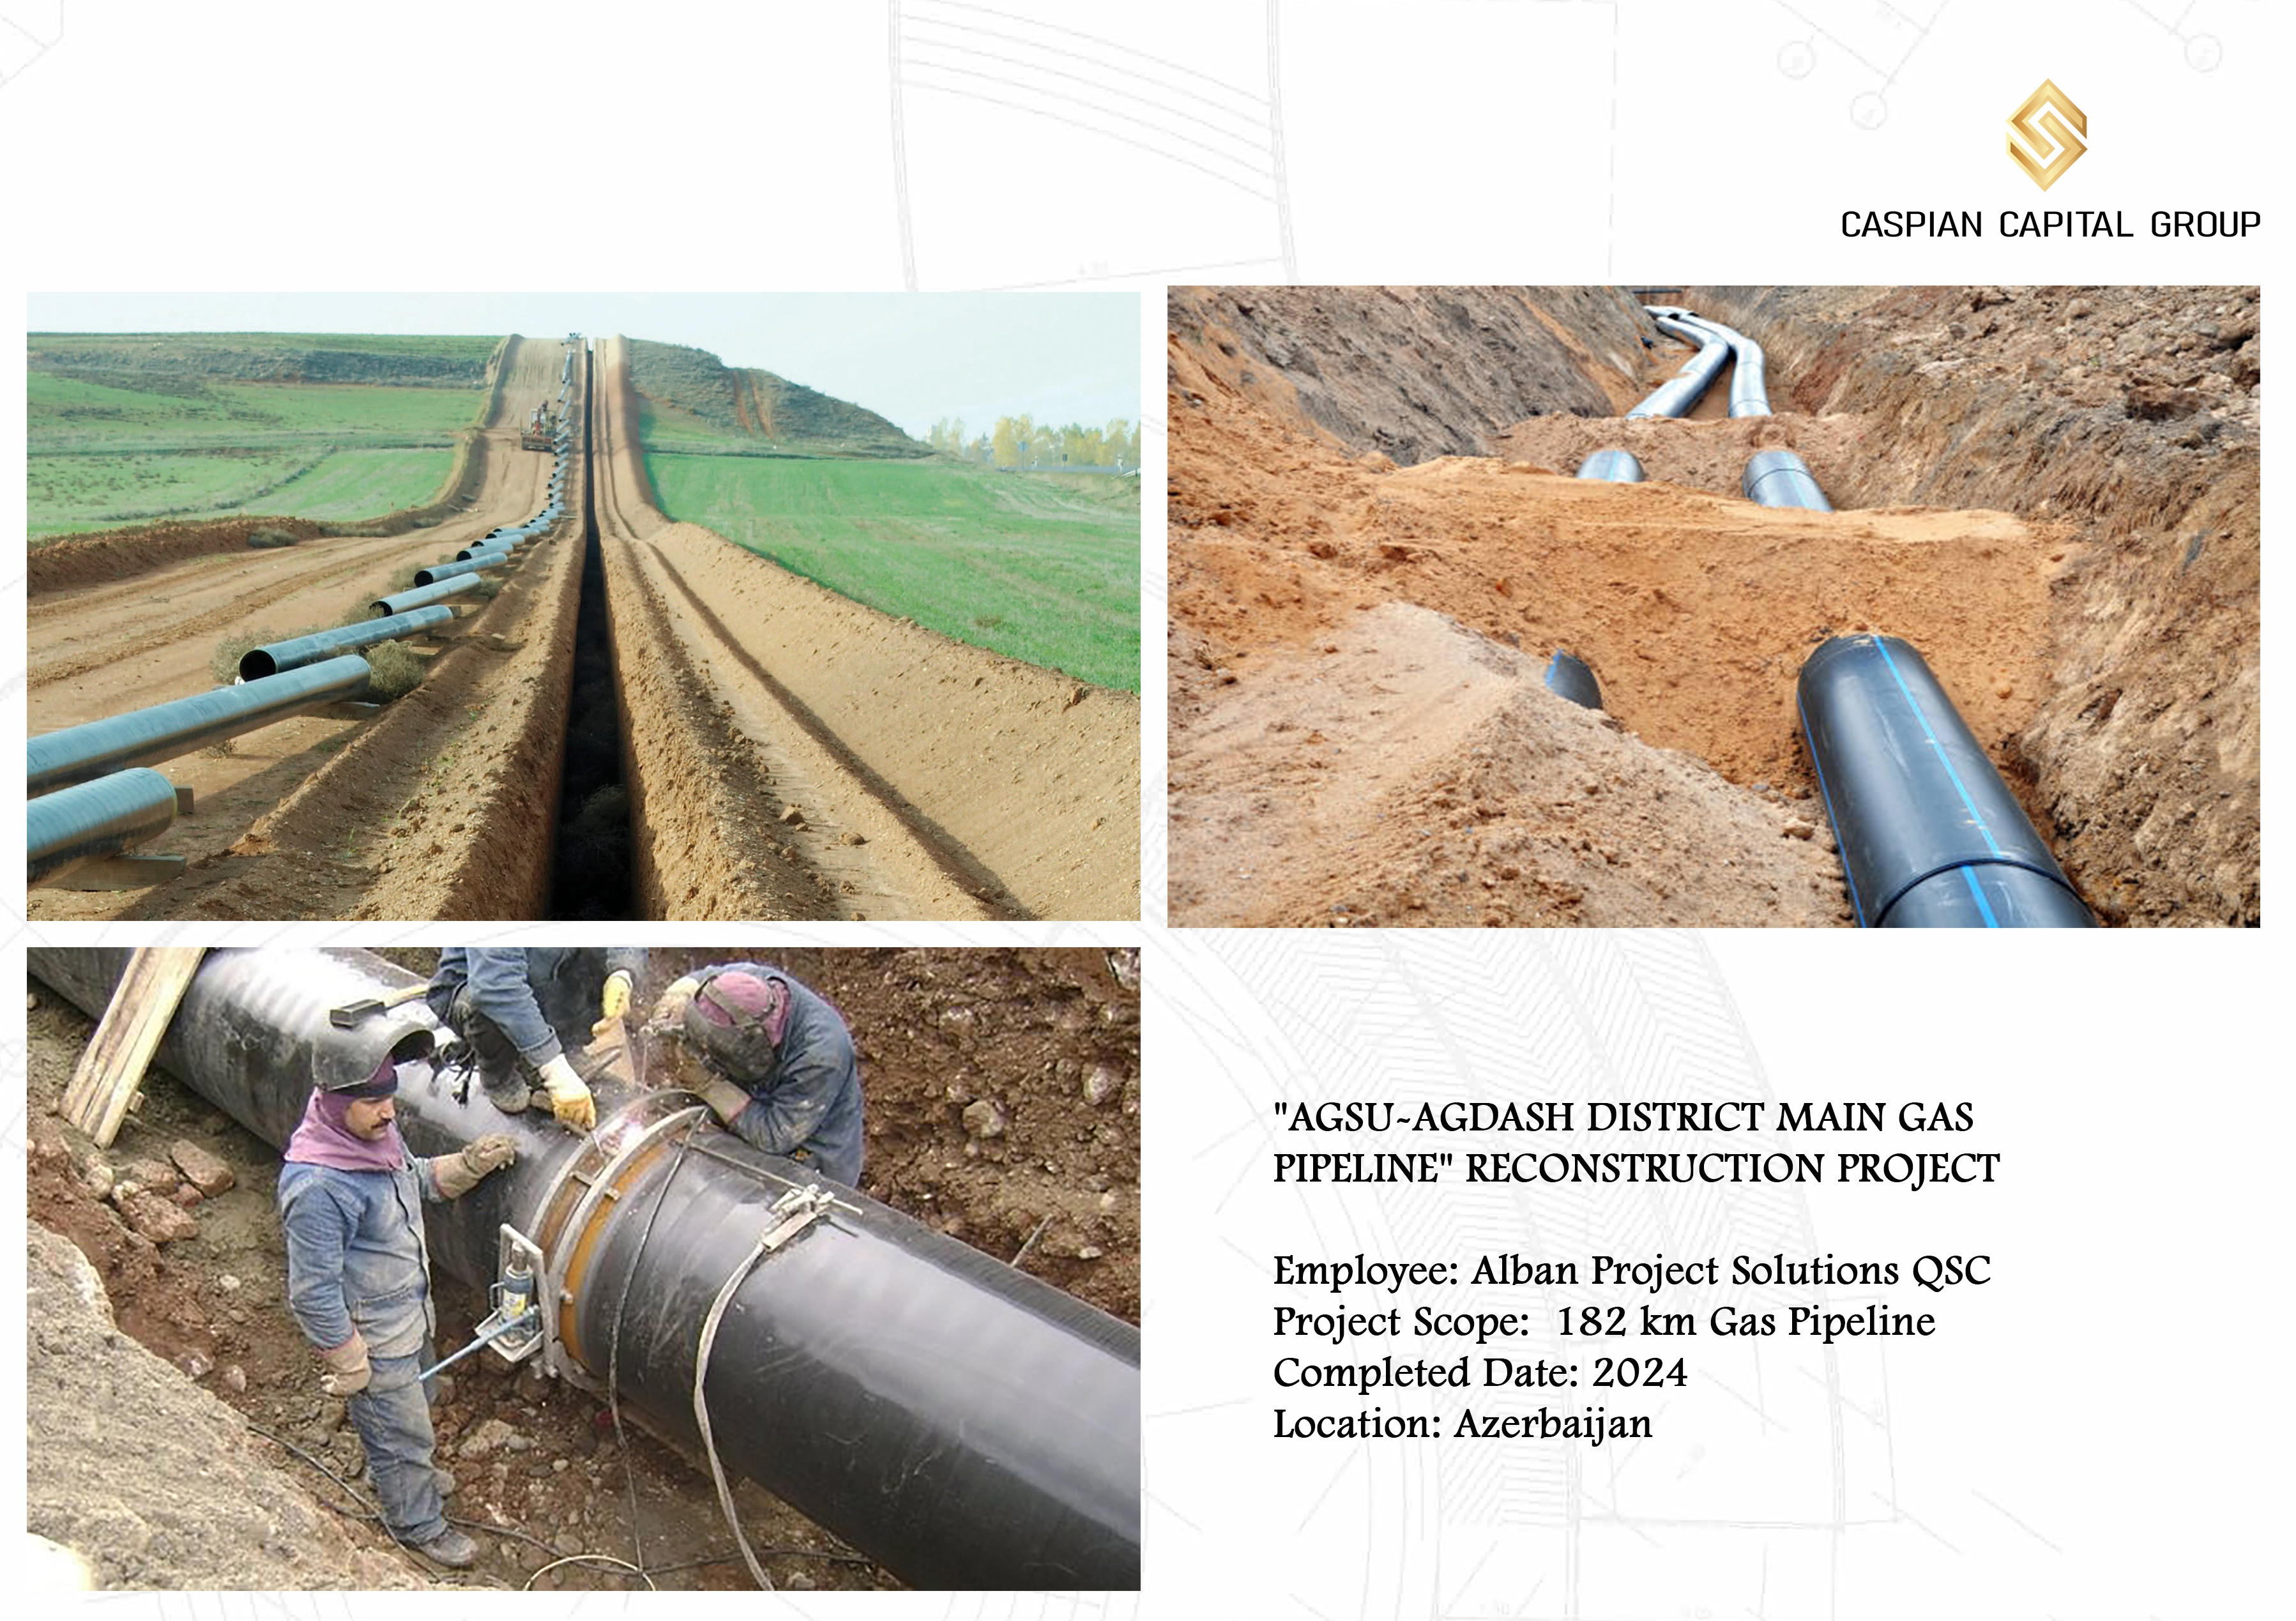 CASPIAN CAPITAL GROUP
"AGSU-AGDASH DISTRICT MAIN GAS
PIPELINE" RECONSTRUCTION PROJECT
Employee: Alban Project Solutions QSC
Project Scope: 182 km Gas Pipeline
Completed Date: 2024
Location: Azerbaijan